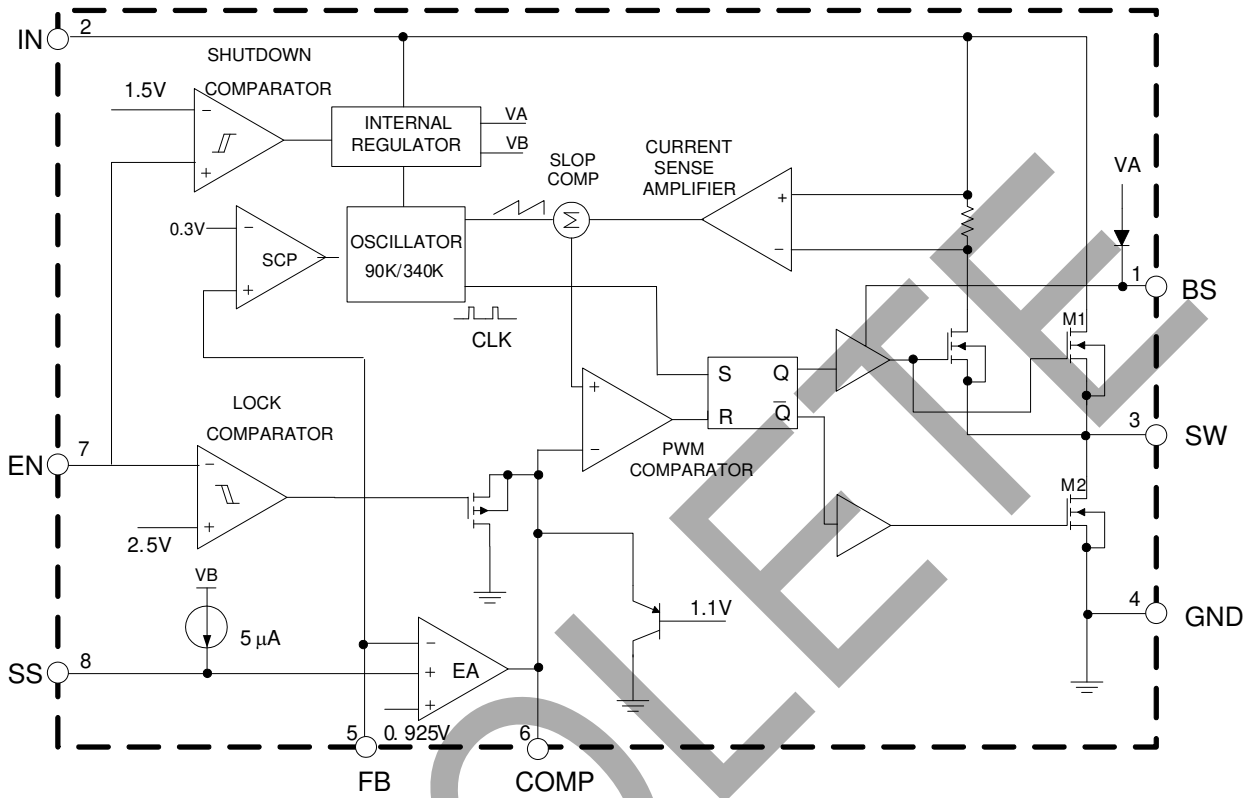 IN
2
SHUTDOWN
COMPARATOR
1.5V
−
+
INTERNAL
REGULATOR
VA
VB
SLOP
COMP
Σ
CURRENT
SENSE
AMPLIFIER
+
−
VA
0.3V
−
SCP
+
OSCILLATOR
90K/340K
CLK
1
BS
M1
+
−
PWM
COMPARATOR
S
Q
R
Q̅
3
SW
LOCK
COMPARATOR
EN
7
−
+
2.5V
M2
VB
5 µA
1.1V
4
GND
SS
8
−
+
+
EA
0.925V
5
FB
6
COMP
OLETE